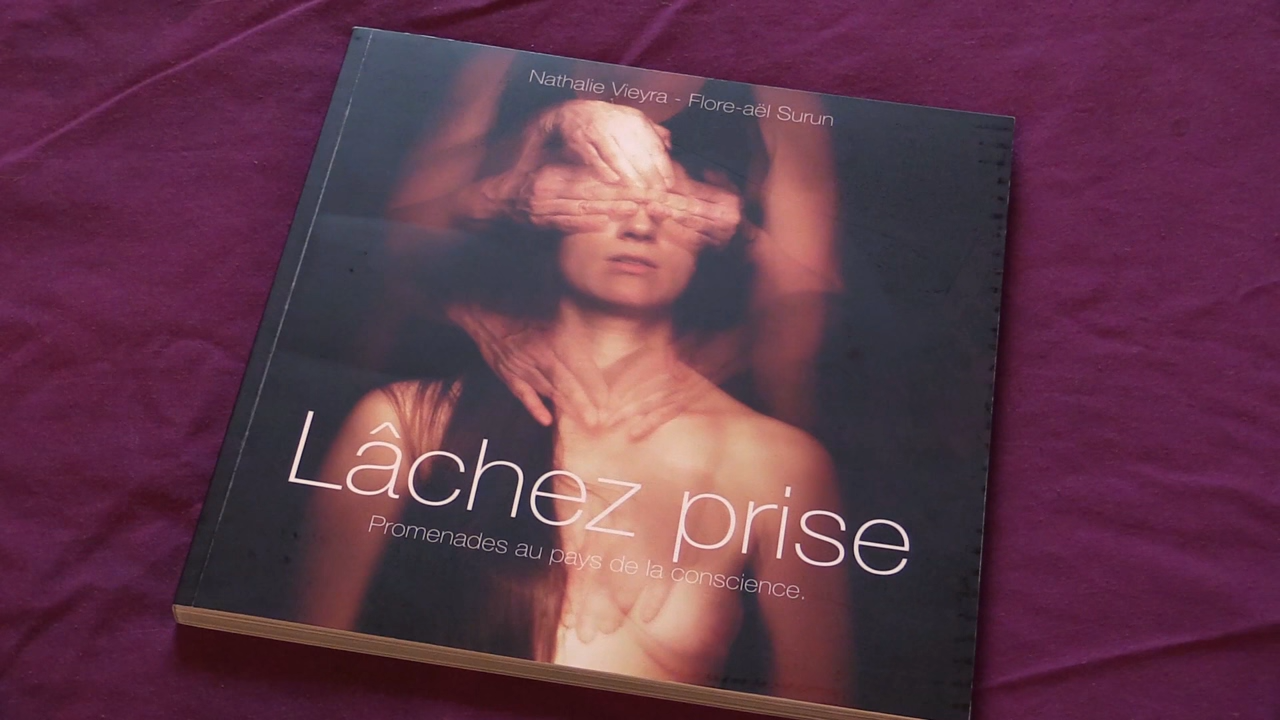 Nathalie Vieyra - Flore-aël Surun
Lâchez prise
Promenades au pays de la conscience.